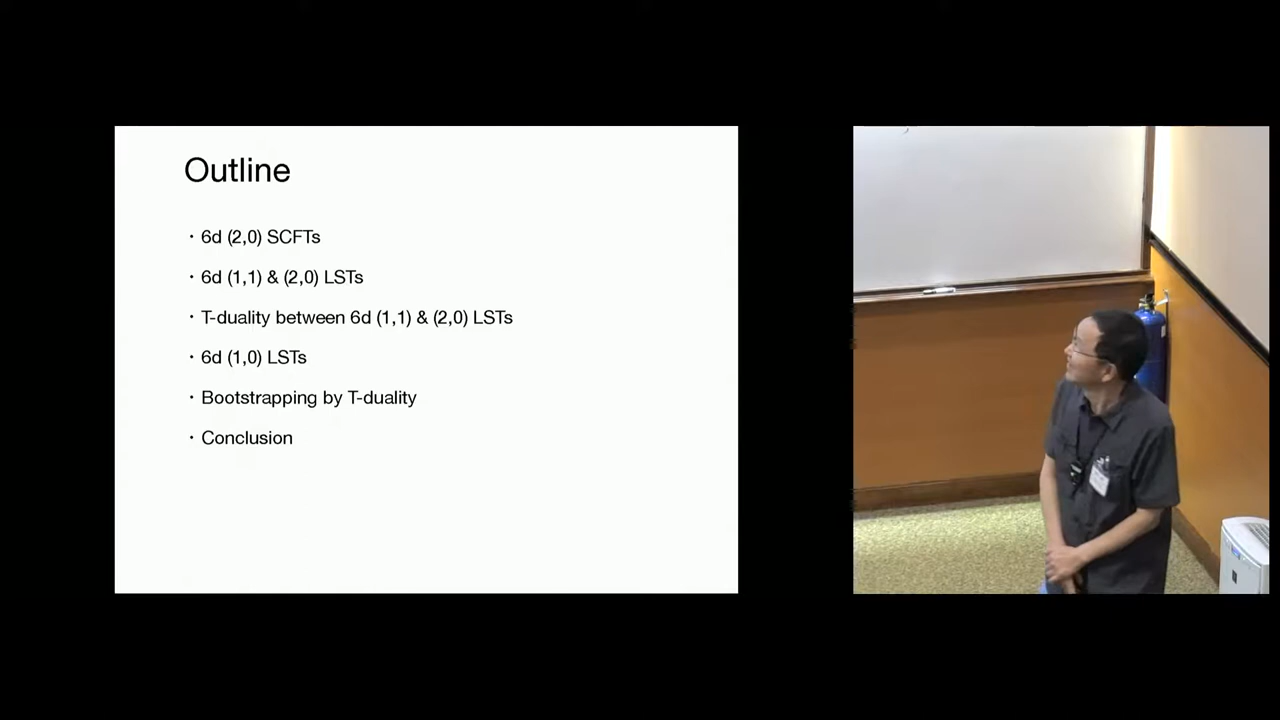 Outline
· 6d (2,0) SCFTs
· 6d (1,1) & (2,0) LSTs
· T-duality between 6d (1,1) & (2,0) LSTs
· 6d (1,0) LSTs
· Bootstrapping by T-duality
· Conclusion